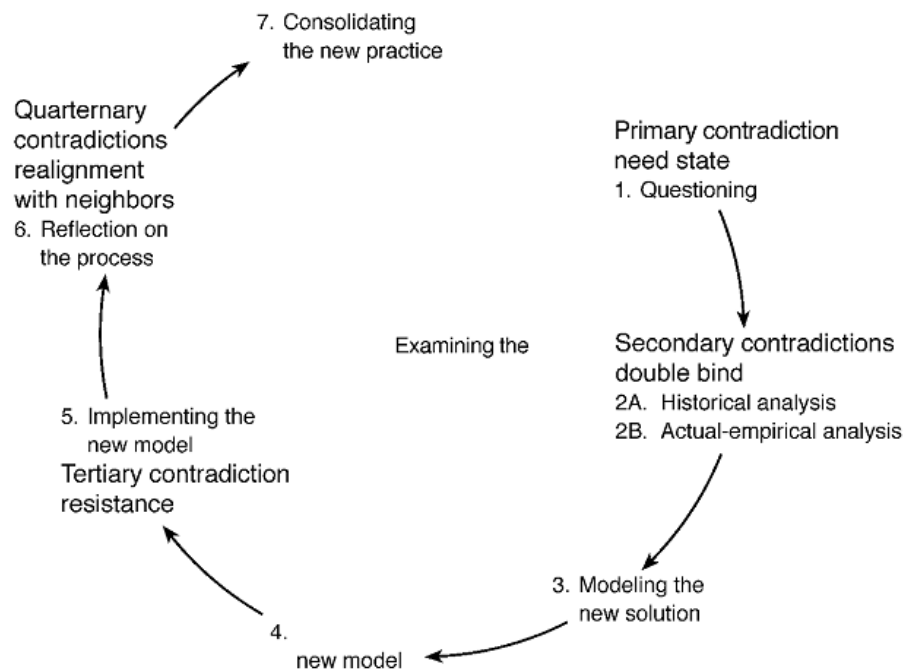 7. Consolidating
the new practice
Quarternary
contradictions
realignment
with neighbors
6. Reflection on
the process
Primary contradiction
need state
1. Questioning
Examining the
Secondary contradictions
double bind
2A. Historical analysis
2B. Actual-empirical analysis
5. Implementing the
new model
Tertiary contradiction
resistance
3. Modeling the
new solution
4.
new model